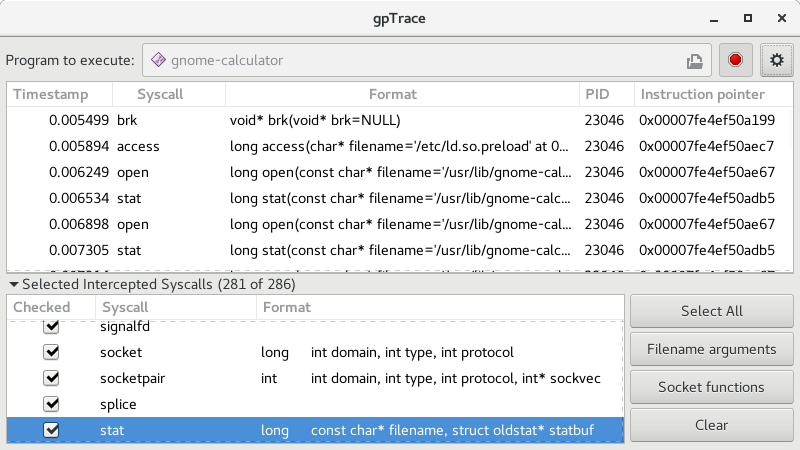 gpTrace
Program to execute: gnome-calculator
Timestamp Syscall Format PID Instruction pointer
0.005499 brk void* brk(void* brk=NULL) 23046 0x00007fe4ef50a199
0.005894 access long access(char* filename='/etc/ld.so.preload' at 0... 23046 0x00007fe4ef50aec7
0.006249 open long open(const char* filename='/usr/lib/gnome-calc... 23046 0x00007fe4ef50ae67
0.006534 stat long stat(const char* filename='/usr/lib/gnome-calc... 23046 0x00007fe4ef50adb5
0.006898 open long open(const char* filename='/usr/lib/gnome-calc... 23046 0x00007fe4ef50ae67
0.007305 stat long stat(const char* filename='/usr/lib/gnome-calc... 23046 0x00007fe4ef50adb5
Selected Intercepted Syscalls (281 of 286)
Checked Syscall Format
signalfd
socket long int domain, int type, int protocol
socketpair int int domain, int type, int protocol, int* sockvec
splice
stat long const char* filename, struct oldstat* statbuf
Select All
Filename arguments
Socket functions
Clear